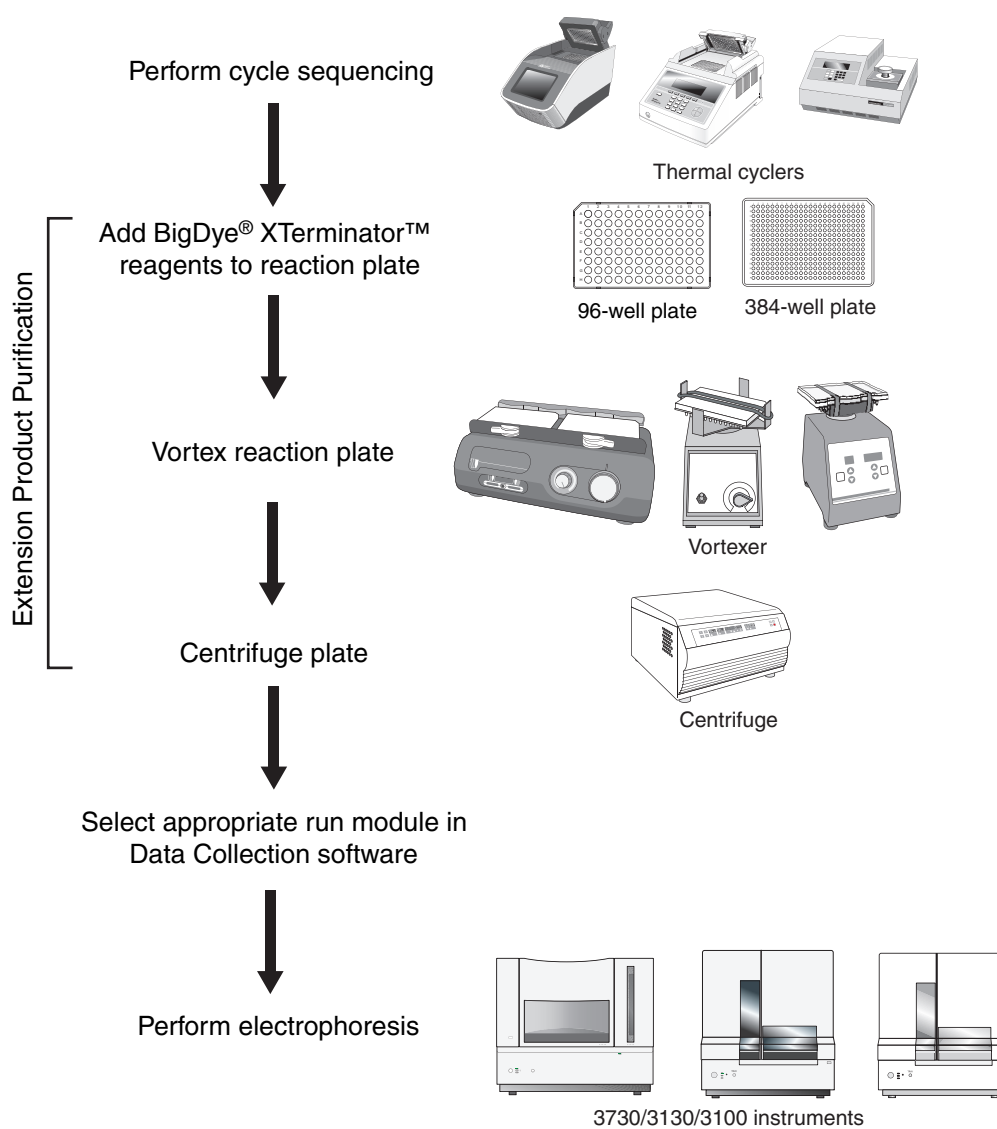 Perform cycle sequencing
Thermal cyclers
Extension Product Purification
Add BigDye® XTerminator™
reagents to reaction plate
96-well plate
384-well plate
Vortex reaction plate
Vortexer
Centrifuge plate
Centrifuge
Select appropriate run module in
Data Collection software
Perform electrophoresis
3730/3130/3100 instruments